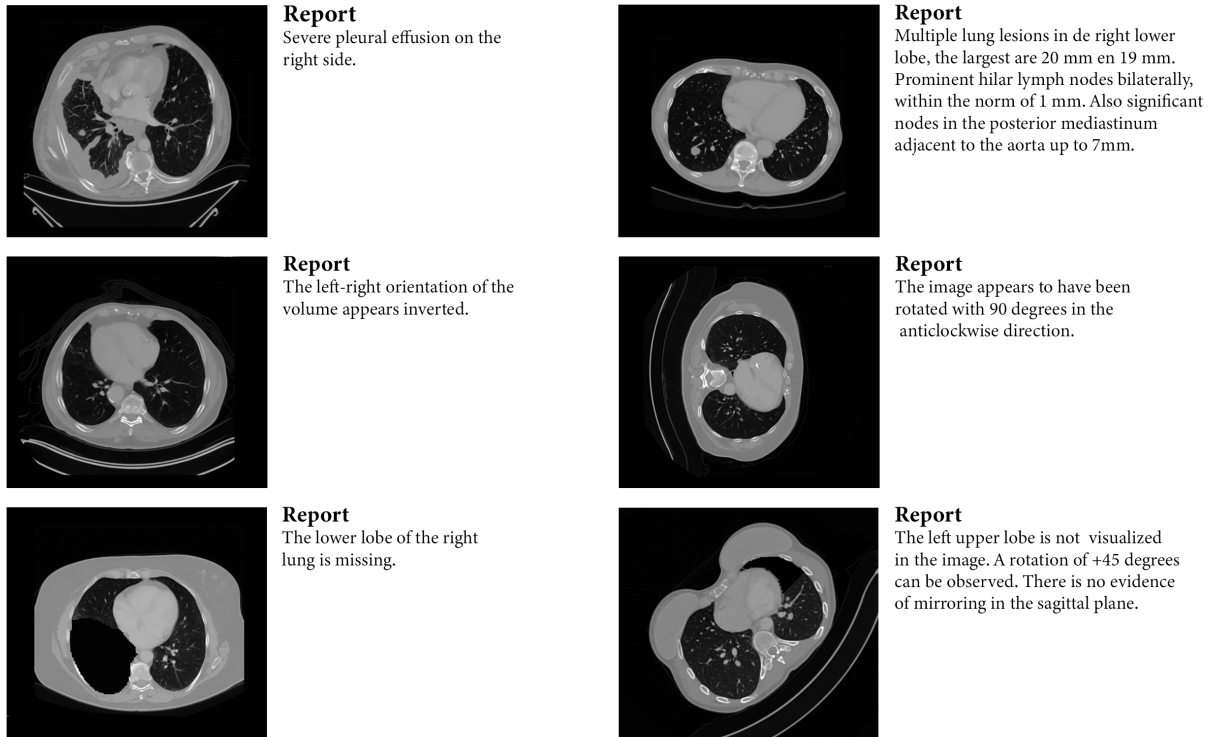 Report
Severe pleural effusion on the
right side.
Report
Multiple lung lesions in de right lower
lobe, the largest are 20 mm en 19 mm.
Prominent hilar lymph nodes bilaterally,
within the norm of 1 mm. Also significant
nodes in the posterior mediastinum
adjacent to the aorta up to 7mm.
Report
The left-right orientation of the
volume appears inverted.
Report
The image appears to have been
rotated with 90 degrees in the
anticlockwise direction.
Report
The lower lobe of the right
lung is missing.
Report
The left upper lobe is not visualized
in the image. A rotation of +45 degrees
can be observed. There is no evidence
of mirroring in the sagittal plane.